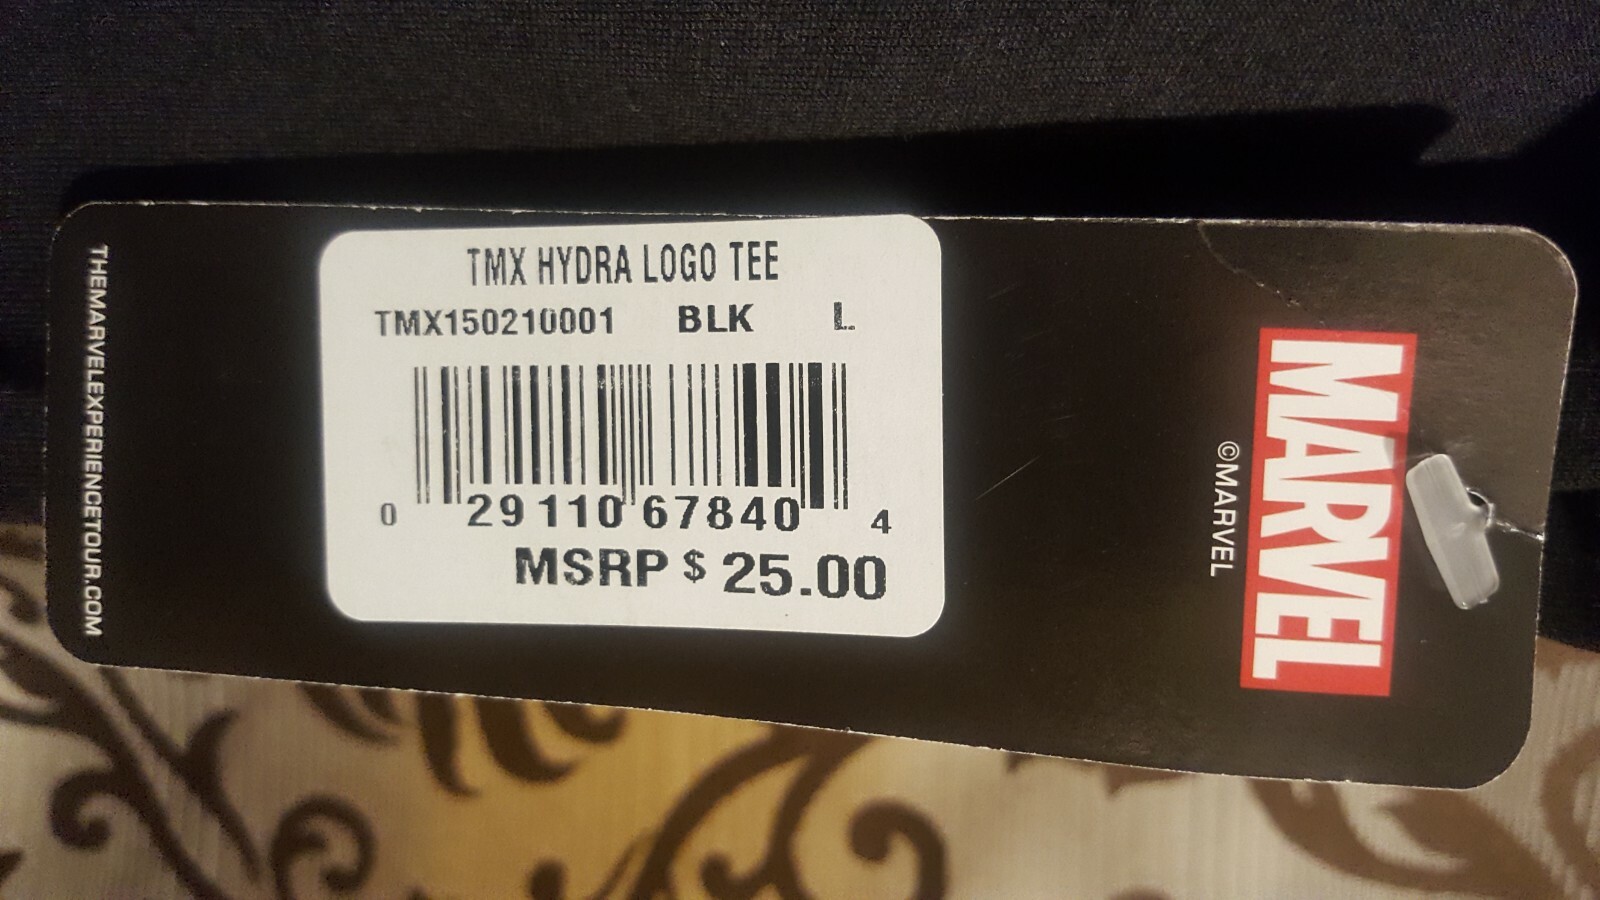 TMX HYDRA LOGO TEE
TMX150210001 BLK L
0 29110 67840 4
MSRP $ 25.00
MARVEL
©MARVEL
THEMARVELEXPERIENCETOUR.COM